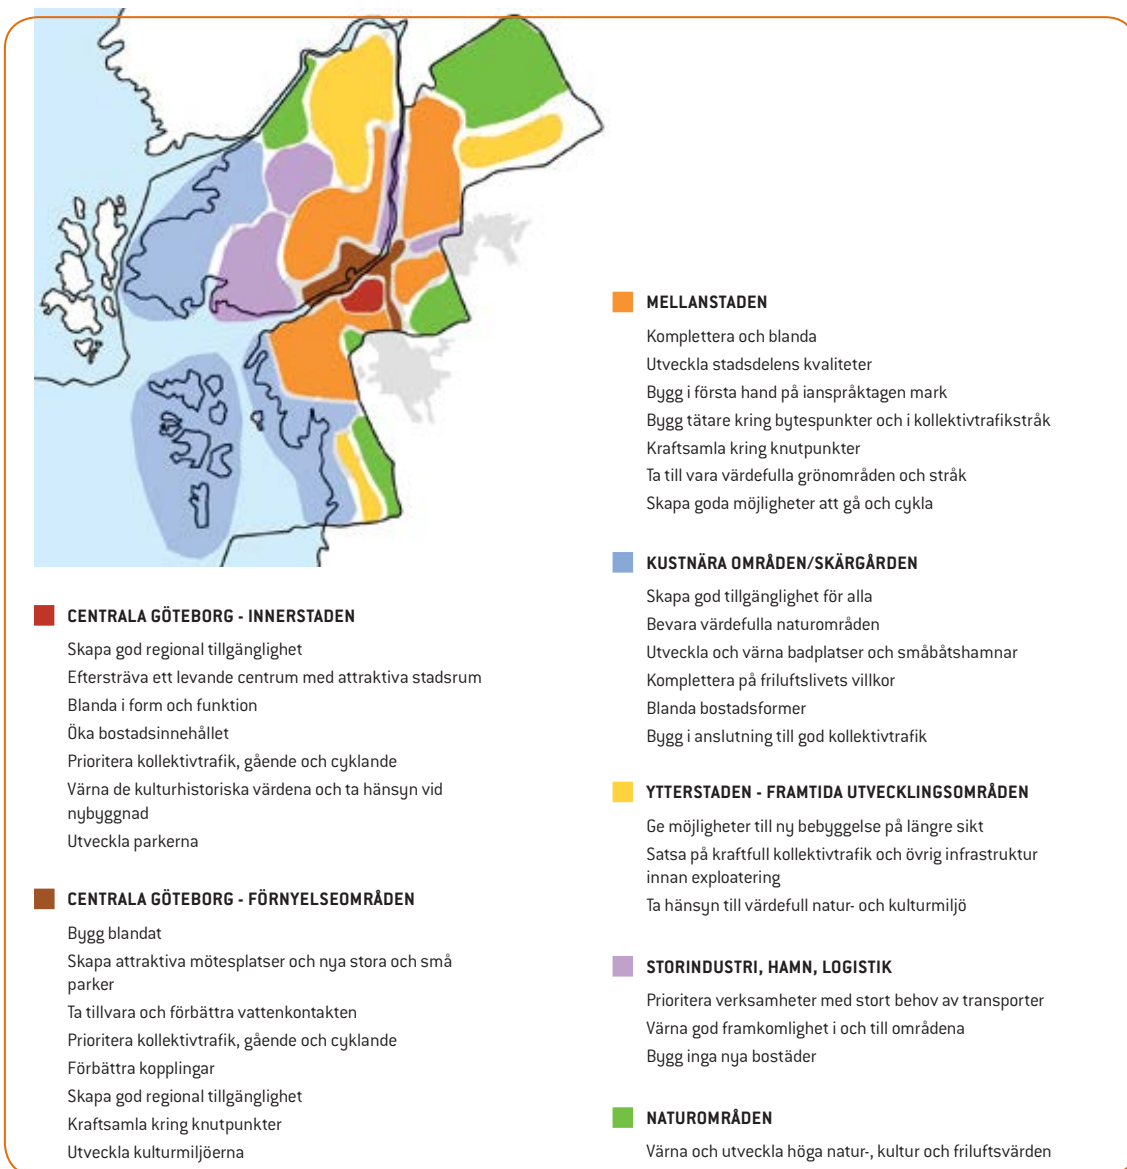 CENTRALA GÖTEBORG - INNERSTADEN
Skapa god regional tillgänglighet
Eftersträva ett levande centrum med attraktiva stadsrum
Blanda i form och funktion
Öka bostadsinnehållet
Prioritera kollektivtrafik, gående och cyklande
Värna de kulturhistoriska värdena och ta hänsyn vid
nybyggnad
Utveckla parkerna
CENTRALA GÖTEBORG - FÖRNYELSEOMRÅDEN
Bygg blandat
Skapa attraktiva mötesplatser och nya stora och små
parker
Ta tillvara och förbättra vattenkontakten
Prioritera kollektivtrafik, gående och cyklande
Förbättra kopplingar
Skapa god regional tillgänglighet
Kraftsamla kring knutpunkter
Utveckla kulturmiljöerna
MELLANSTADEN
Komplettera och blanda
Utveckla stadsdelens kvaliteter
Bygg i första hand på ianspråktagen mark
Bygg tätare kring bytespunkter och i kollektivtrafikstråk
Kraftsamla kring knutpunkter
Ta till vara värdefulla grönområden och stråk
Skapa goda möjligheter att gå och cykla
KUSTNÄRA OMRÅDEN/SKÄRGÅRDEN
Skapa god tillgänglighet för alla
Bevara värdefulla naturområden
Utveckla och värna badplatser och småbåtshamnar
Komplettera på friluftslivets villkor
Blanda bostadsformer
Bygg i anslutning till god kollektivtrafik
YTTERSTADEN - FRAMTIDA UTVECKLINGSOMRÅDEN
Ge möjligheter till ny bebyggelse på längre sikt
Satsa på kraftfull kollektivtrafik och övrig infrastruktur
innan exploatering
Ta hänsyn till värdefull natur- och kulturmiljö
STORINDUSTRI, HAMN, LOGISTIK
Prioritera verksamheter med stort behov av transporter
Värna god framkomlighet i och till områdena
Bygg inga nya bostäder
NATUROMRÅDEN
Värna och utveckla höga natur-, kultur och friluftsvärden